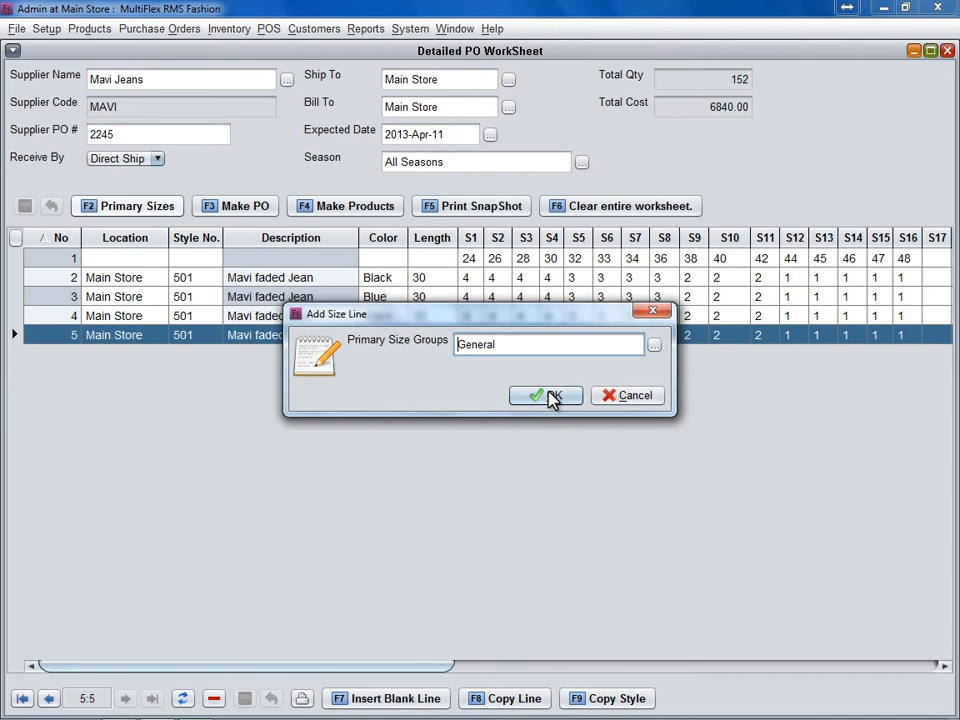 Admin at Main Store : MultiFlex RMS Fashion
File Setup Products Purchase Orders Inventory POS Customers Reports System Window Help
Detailed PO WorkSheet
Supplier Name Mavi Jeans ... Ship To Main Store ... Total Qty 152
Supplier Code MAVI Bill To Main Store ... Total Cost 6840.00
Supplier PO # 2245 Expected Date 2013-Apr-11 ...
Receive By Direct Ship Season All Seasons ...
F2 Primary Sizes F3 Make PO F4 Make Products F5 Print SnapShot F6 Clear entire worksheet.
No Location Style No. Description Color Length S1 S2 S3 S4 S5 S6 S7 S8 S9 S10 S11 S12 S13 S14 S15 S16 S17
1 24 26 28 30 32 33 34 36 38 40 42 44 45 46 47 48
2 Main Store 501 Mavi faded Jean Black 30 4 4 4 4 3 3 3 3 2 2 2 1 1 1 1 1
3 Main Store 501 Mavi faded Jean Blue 30 4 4 4 4 3 3 3 3 2 2 2 1 1 1 1 1
4 Main Store 501 Mavi faded 2 2 2 1 1 1 1 1
5 Main Store 501 Mavi faded 2 2 2 1 1 1 1 1
Add Size Line
Primary Size Groups General ...
Cancel
5:5 F7 Insert Blank Line F8 Copy Line F9 Copy Style